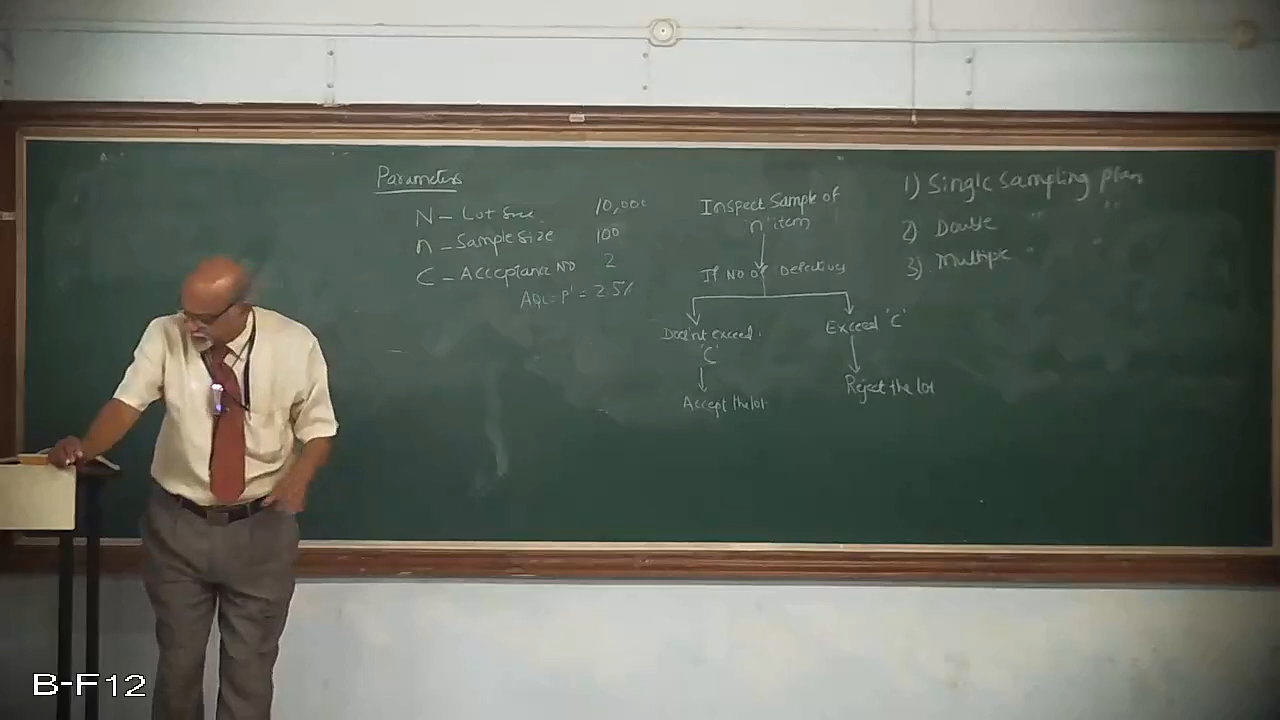 Parameters
N - Lot Size 10,000
n - Sample Size 100
C - Acceptance No 2
AQL = P' = 2.5%
Inspect Sample of
"n" item
If No of Defectives
Does'nt exceed
'C'
Accept the lot
Exceed 'C'
Reject the lot
1) Single Sampling plan
2) Double " "
3) Multiple " "
B-F12